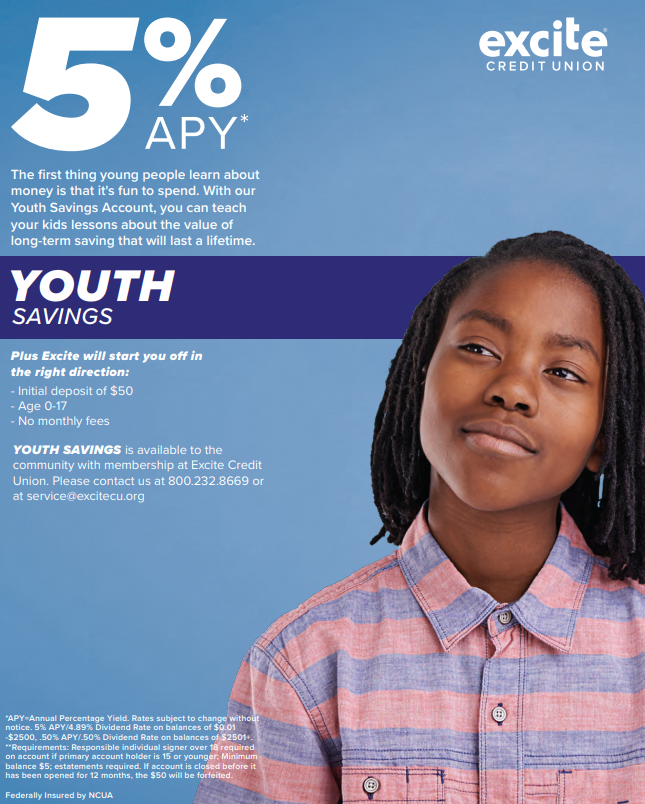 5%
APY*
excite®
CREDIT UNION
The first thing young people learn about
money is that it's fun to spend. With our
Youth Savings Account, you can teach
your kids lessons about the value of
long-term saving that will last a lifetime.
YOUTH
SAVINGS
Plus Excite will start you off in
the right direction:
- Initial deposit of $50
- Age 0-17
- No monthly fees
YOUTH SAVINGS is available to the
community with membership at Excite Credit
Union. Please contact us at 800.232.8669 or
at service@excitecu.org
*APY=Annual Percentage Yield. Rates subject to change without
notice. 5% APY/4.89% Dividend Rate on balances of $0.01
-$2500, .50% APY/.50% Dividend Rate on balances of $2501+.
**Requirements: Responsible individual signer over 18 required
on account if primary account holder is 15 or younger; Minimum
balance $5; estatements required. If account is closed before it
has been opened for 12 months, the $50 will be forfeited.
Federally Insured by NCUA